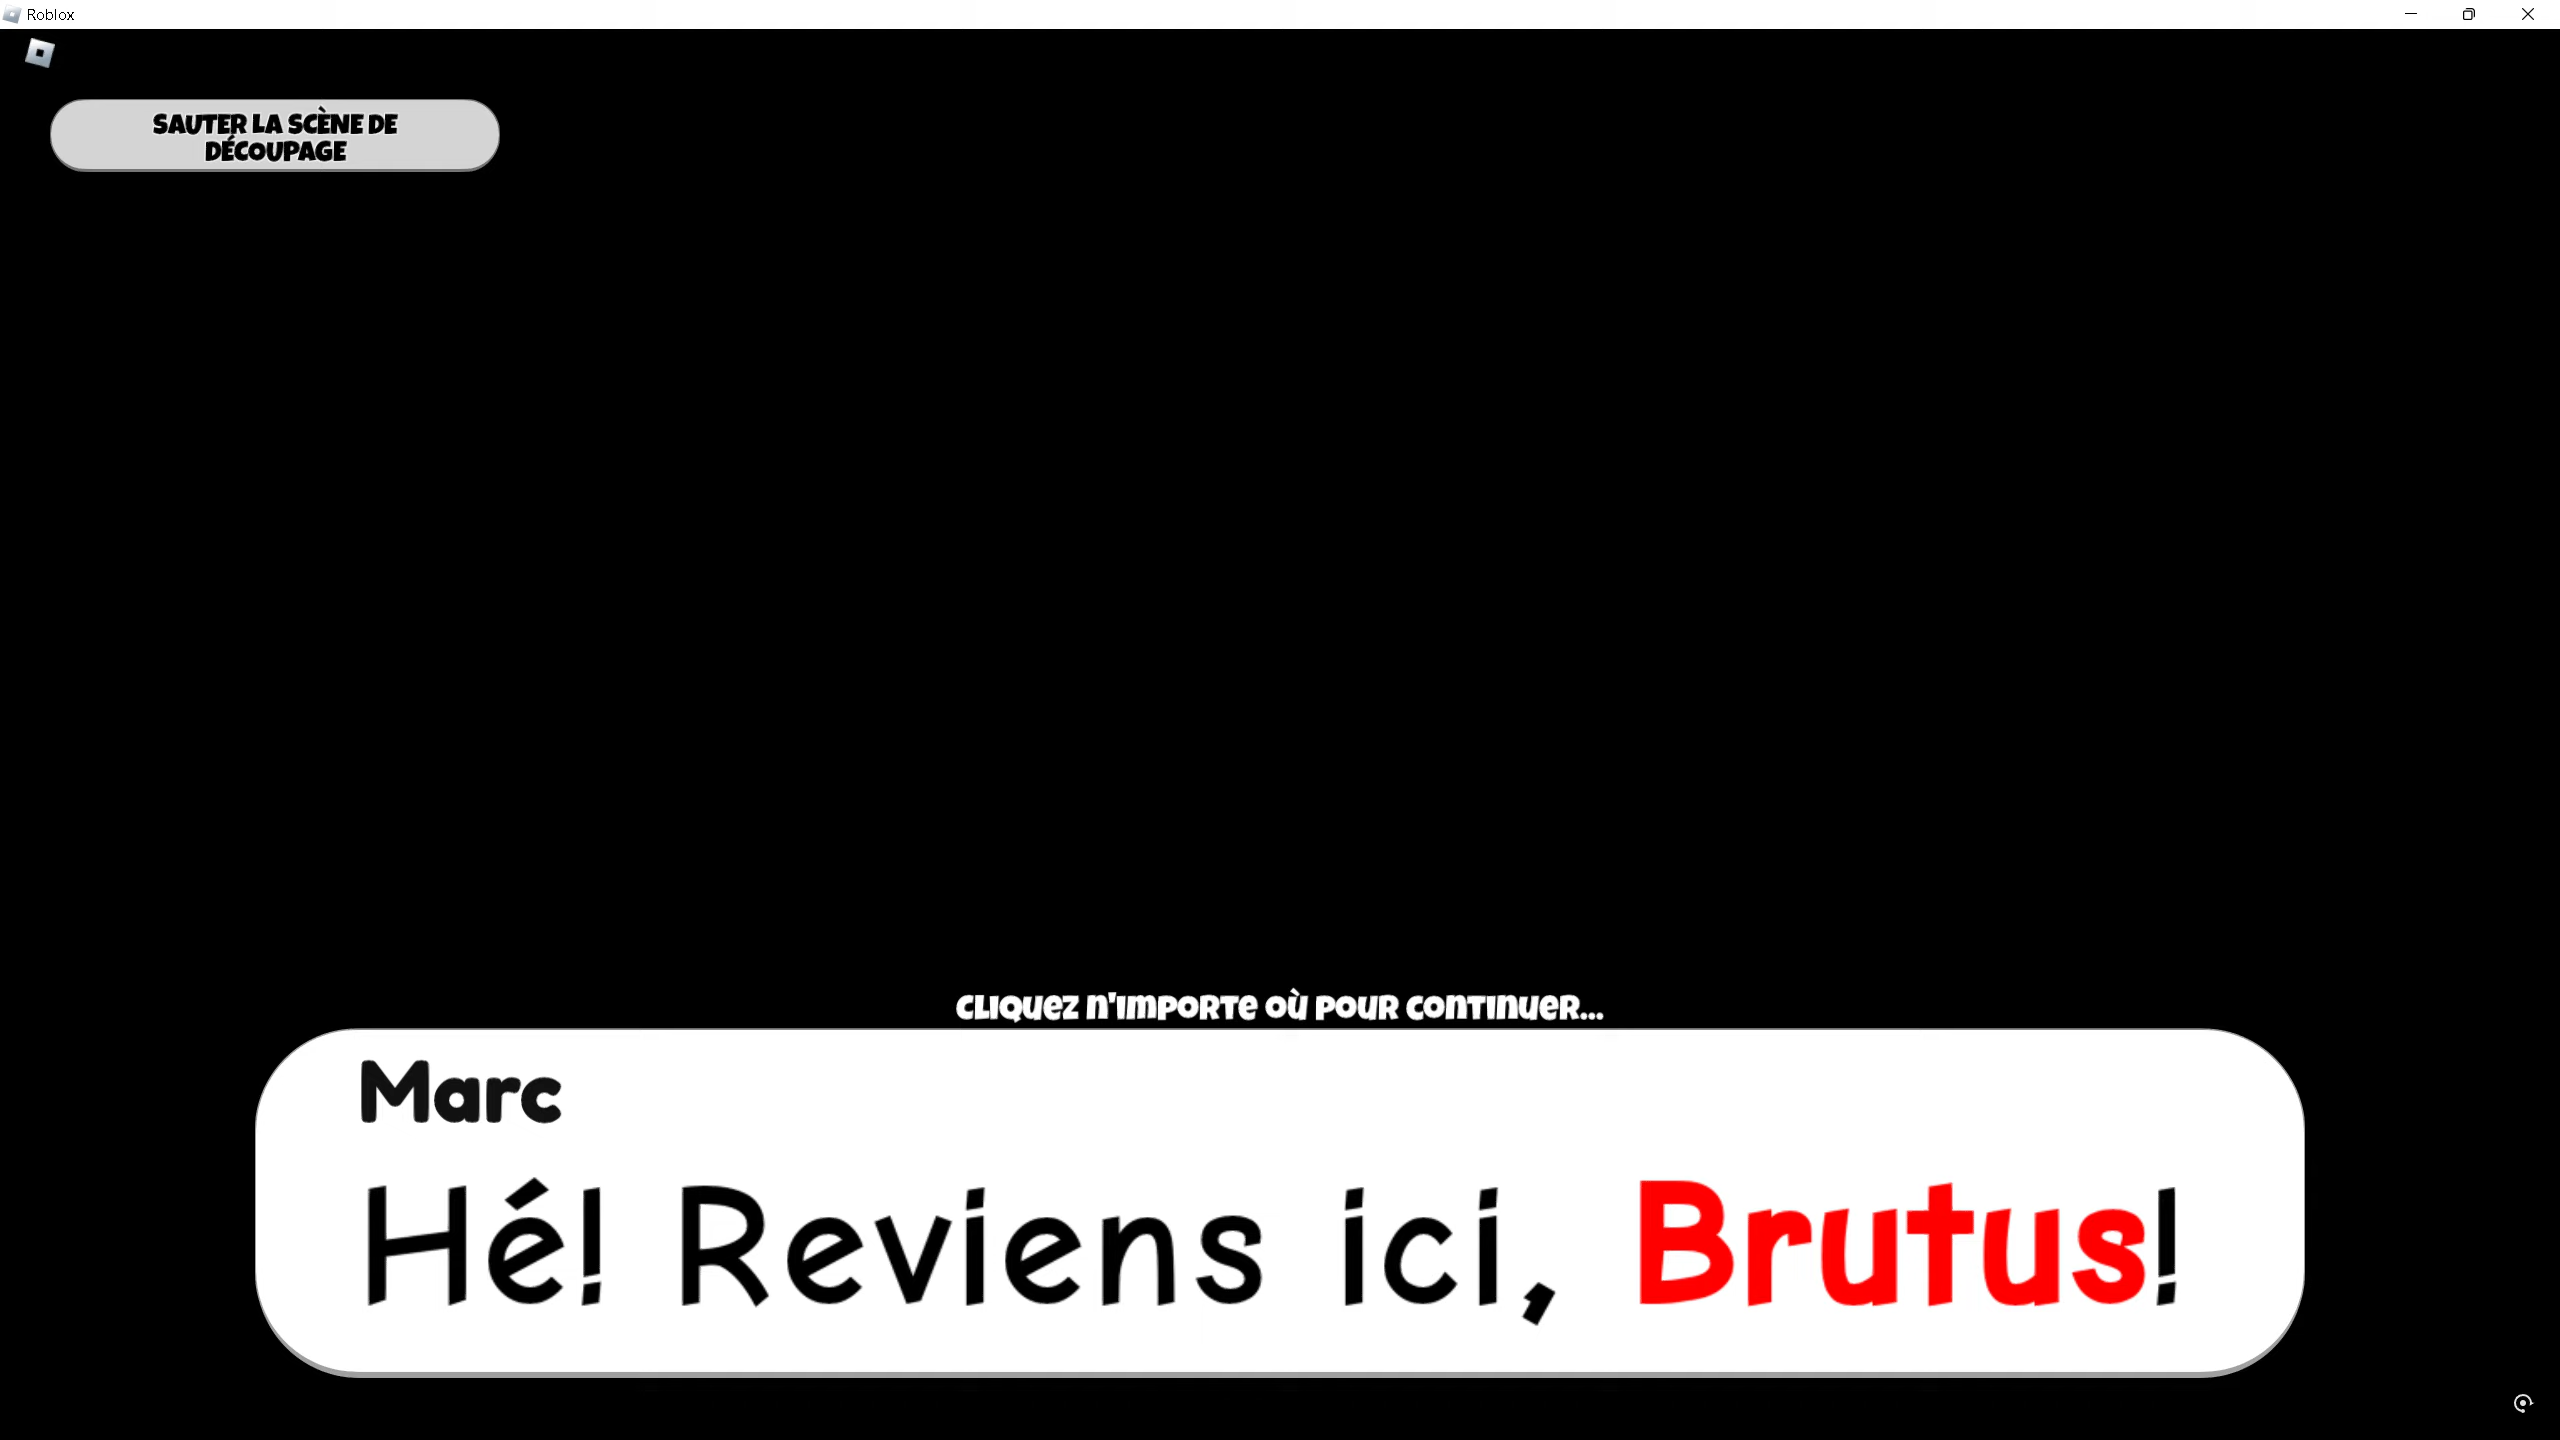 Roblox
SAUTER LA SCÈNE DE
DÉCOUPAGE
CLIQUEZ N'IMPORTE OÙ POUR CONTINUER...
Marc
Hé! Reviens ici, Brutus!